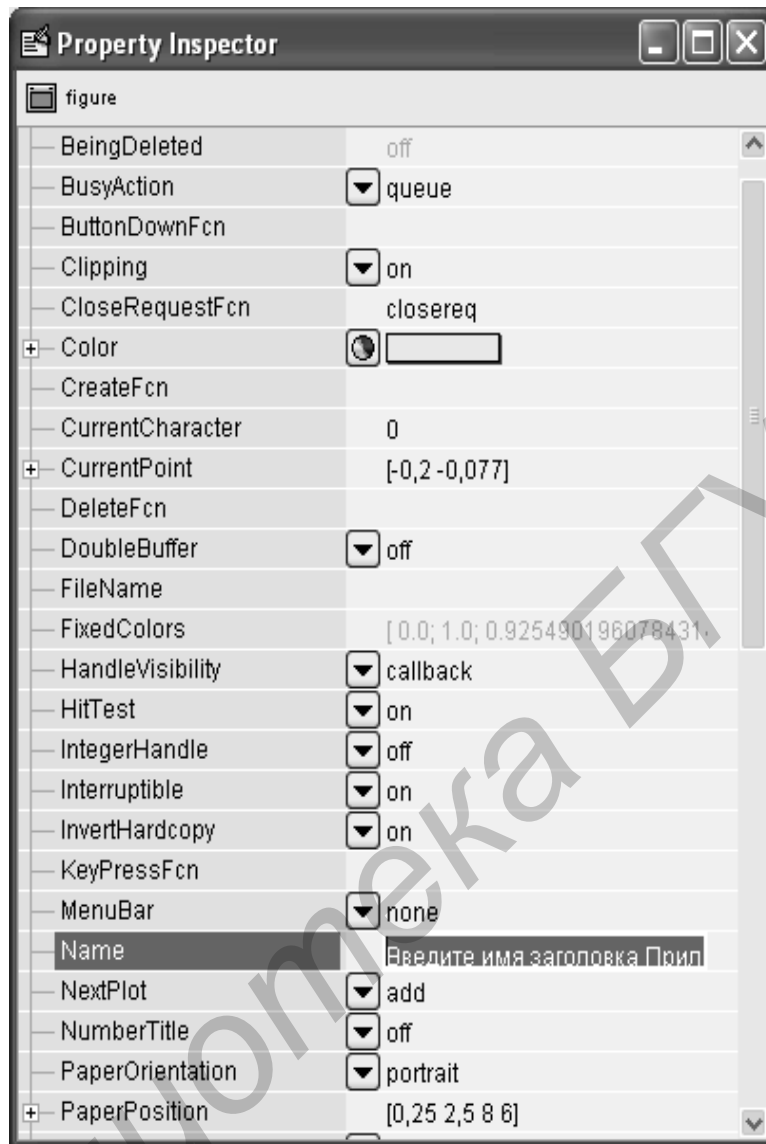 Property Inspector
figure
BeingDeleted off
BusyAction queue
ButtonDownFcn
Clipping on
CloseRequestFcn closereq
Color
CreateFcn
CurrentCharacter 0
CurrentPoint [-0,2 -0,077]
DeleteFcn
DoubleBuffer off
FileName
FixedColors [ 0.0; 1.0; 0.925490196078431
HandleVisibility callback
HitTest on
IntegerHandle off
Interruptible on
InvertHardcopy on
KeyPressFcn
MenuBar none
Name Введите имя заголовка Прил
NextPlot add
NumberTitle off
PaperOrientation portrait
PaperPosition [0,25 2,5 8 6]